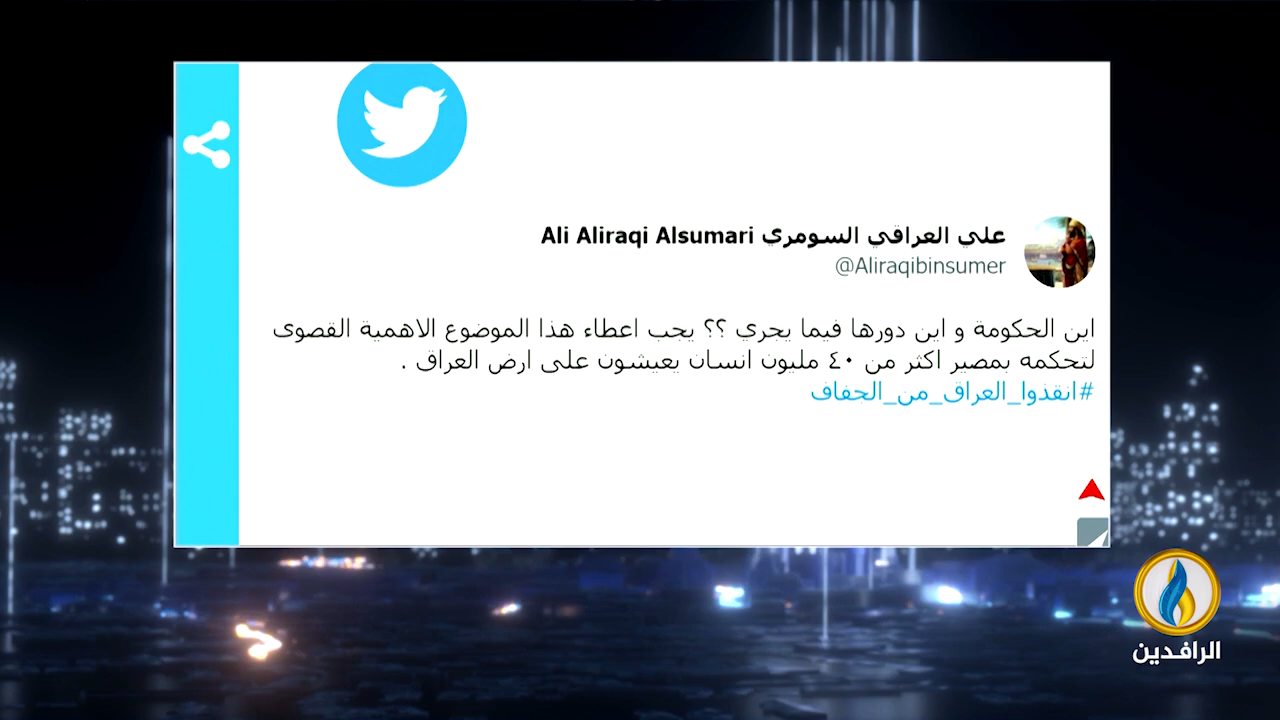 علي العراقي السومري Ali Aliraqi Alsumari
@Aliraqibinsumer
اين الحكومة و اين دورها فيما يجري ؟؟ يجب اعطاء هذا الموضوع الاهمية القصوى
لتحكمه بمصير اكثر من ٤٠ مليون انسان يعيشون على ارض العراق .
#انقذوا_العراق_من_الجفاف
الرافدين